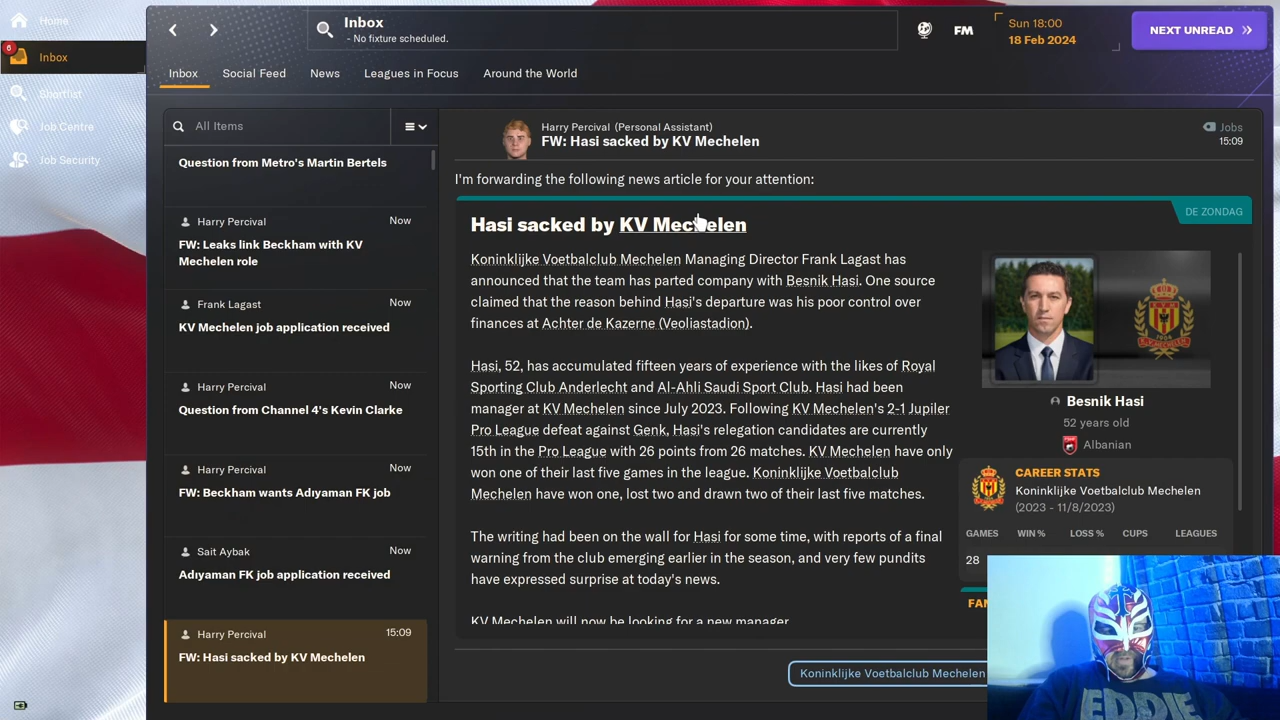 Home
Inbox
- No fixture scheduled.
FM
Sun 18:00
18 Feb 2024
NEXT UNREAD
6
Inbox
Shortlist
Job Centre
Job Security
Inbox
Social Feed
News
Leagues in Focus
Around the World
All Items
Question from Metro's Martin Bertels
Harry Percival
Now
FW: Leaks link Beckham with KV
Mechelen role
Frank Lagast
Now
KV Mechelen job application received
Harry Percival
Now
Question from Channel 4's Kevin Clarke
Harry Percival
Now
FW: Beckham wants Adıyaman FK job
Sait Aybak
Now
Adıyaman FK job application received
Harry Percival
15:09
FW: Hasi sacked by KV Mechelen
Harry Percival (Personal Assistant)
FW: Hasi sacked by KV Mechelen
Jobs
15:09
I'm forwarding the following news article for your attention:
DE ZONDAG
Hasi sacked by KV Mechelen
Koninklijke Voetbalclub Mechelen Managing Director Frank Lagast has
announced that the team has parted company with Besnik Hasi. One source
claimed that the reason behind Hasi's departure was his poor control over
finances at Achter de Kazerne (Veoliastadion).
Hasi, 52, has accumulated fifteen years of experience with the likes of Royal
Sporting Club Anderlecht and Al-Ahli Saudi Sport Club. Hasi had been
manager at KV Mechelen since July 2023. Following KV Mechelen's 2-1 Jupiler
Pro League defeat against Genk, Hasi's relegation candidates are currently
15th in the Pro League with 26 points from 26 matches. KV Mechelen have only
won one of their last five games in the league. Koninklijke Voetbalclub
Mechelen have won one, lost two and drawn two of their last five matches.
The writing had been on the wall for Hasi for some time, with reports of a final
warning from the club emerging earlier in the season, and very few pundits
have expressed surprise at today's news.
KV Mechelen will now be looking for a new manager
Besnik Hasi
52 years old
Albanian
CAREER STATS
Koninklijke Voetbalclub Mechelen
(2023 - 11/8/2023)
GAMES
WIN %
LOSS %
CUPS
LEAGUES
28
Koninklijke Voetbalclub Mechelen
EDDIE